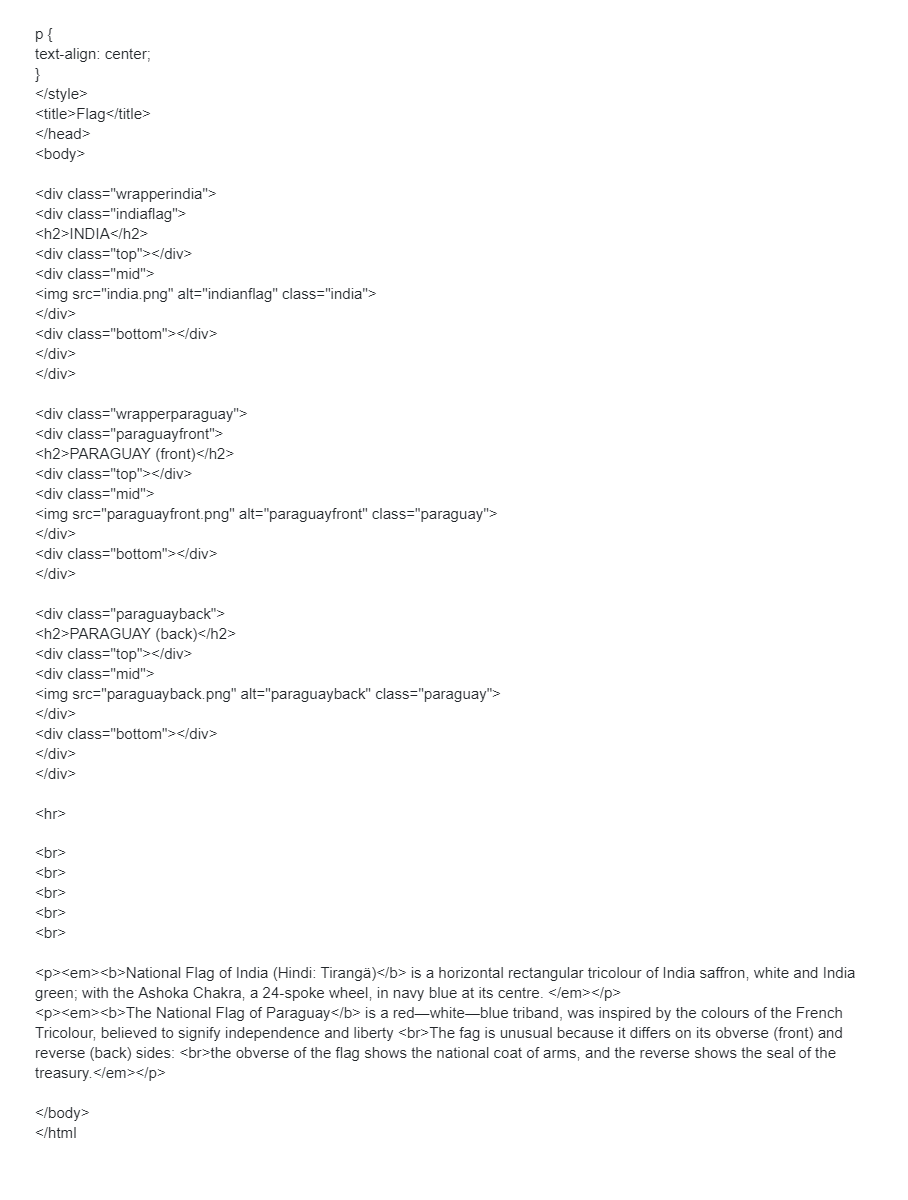 p {
text-align: center;
}
</style>
<title>Flag</title>
</head>
<body>
<div class="wrapperindia">
<div class="indiaflag">
<h2>INDIA</h2>
<div class="top"></div>
<div class="mid">
<img src="india.png" alt="indianflag" class="india">
</div>
<div class="bottom"></div>
</div>
</div>
<div class="wrapperparaguay">
<div class="paraguayfront">
<h2>PARAGUAY (front)</h2>
<div class="top"></div>
<div class="mid">
<img src="paraguayfront.png" alt="paraguayfront" class="paraguay">
</div>
<div class="bottom"></div>
</div>
<div class="paraguayback">
<h2>PARAGUAY (back)</h2>
<div class="top"></div>
<div class="mid">
<img src="paraguayback.png" alt="paraguayback" class="paraguay">
</div>
<div class="bottom"></div>
</div>
</div>
<hr>
<br>
<br>
<br>
<br>
<br>
<p><em><b>National Flag of India (Hindi: Tirangä)</b> is a horizontal rectangular tricolour of India saffron, white and India
green; with the Ashoka Chakra, a 24-spoke wheel, in navy blue at its centre. </em></p>
<p><em><b>The National Flag of Paraguay</b> is a red—white—blue triband, was inspired by the colours of the French
Tricolour, believed to signify independence and liberty <br>The fag is unusual because it differs on its obverse (front) and
reverse (back) sides: <br>the obverse of the flag shows the national coat of arms, and the reverse shows the seal of the
treasury.</em></p>
</body>
</html